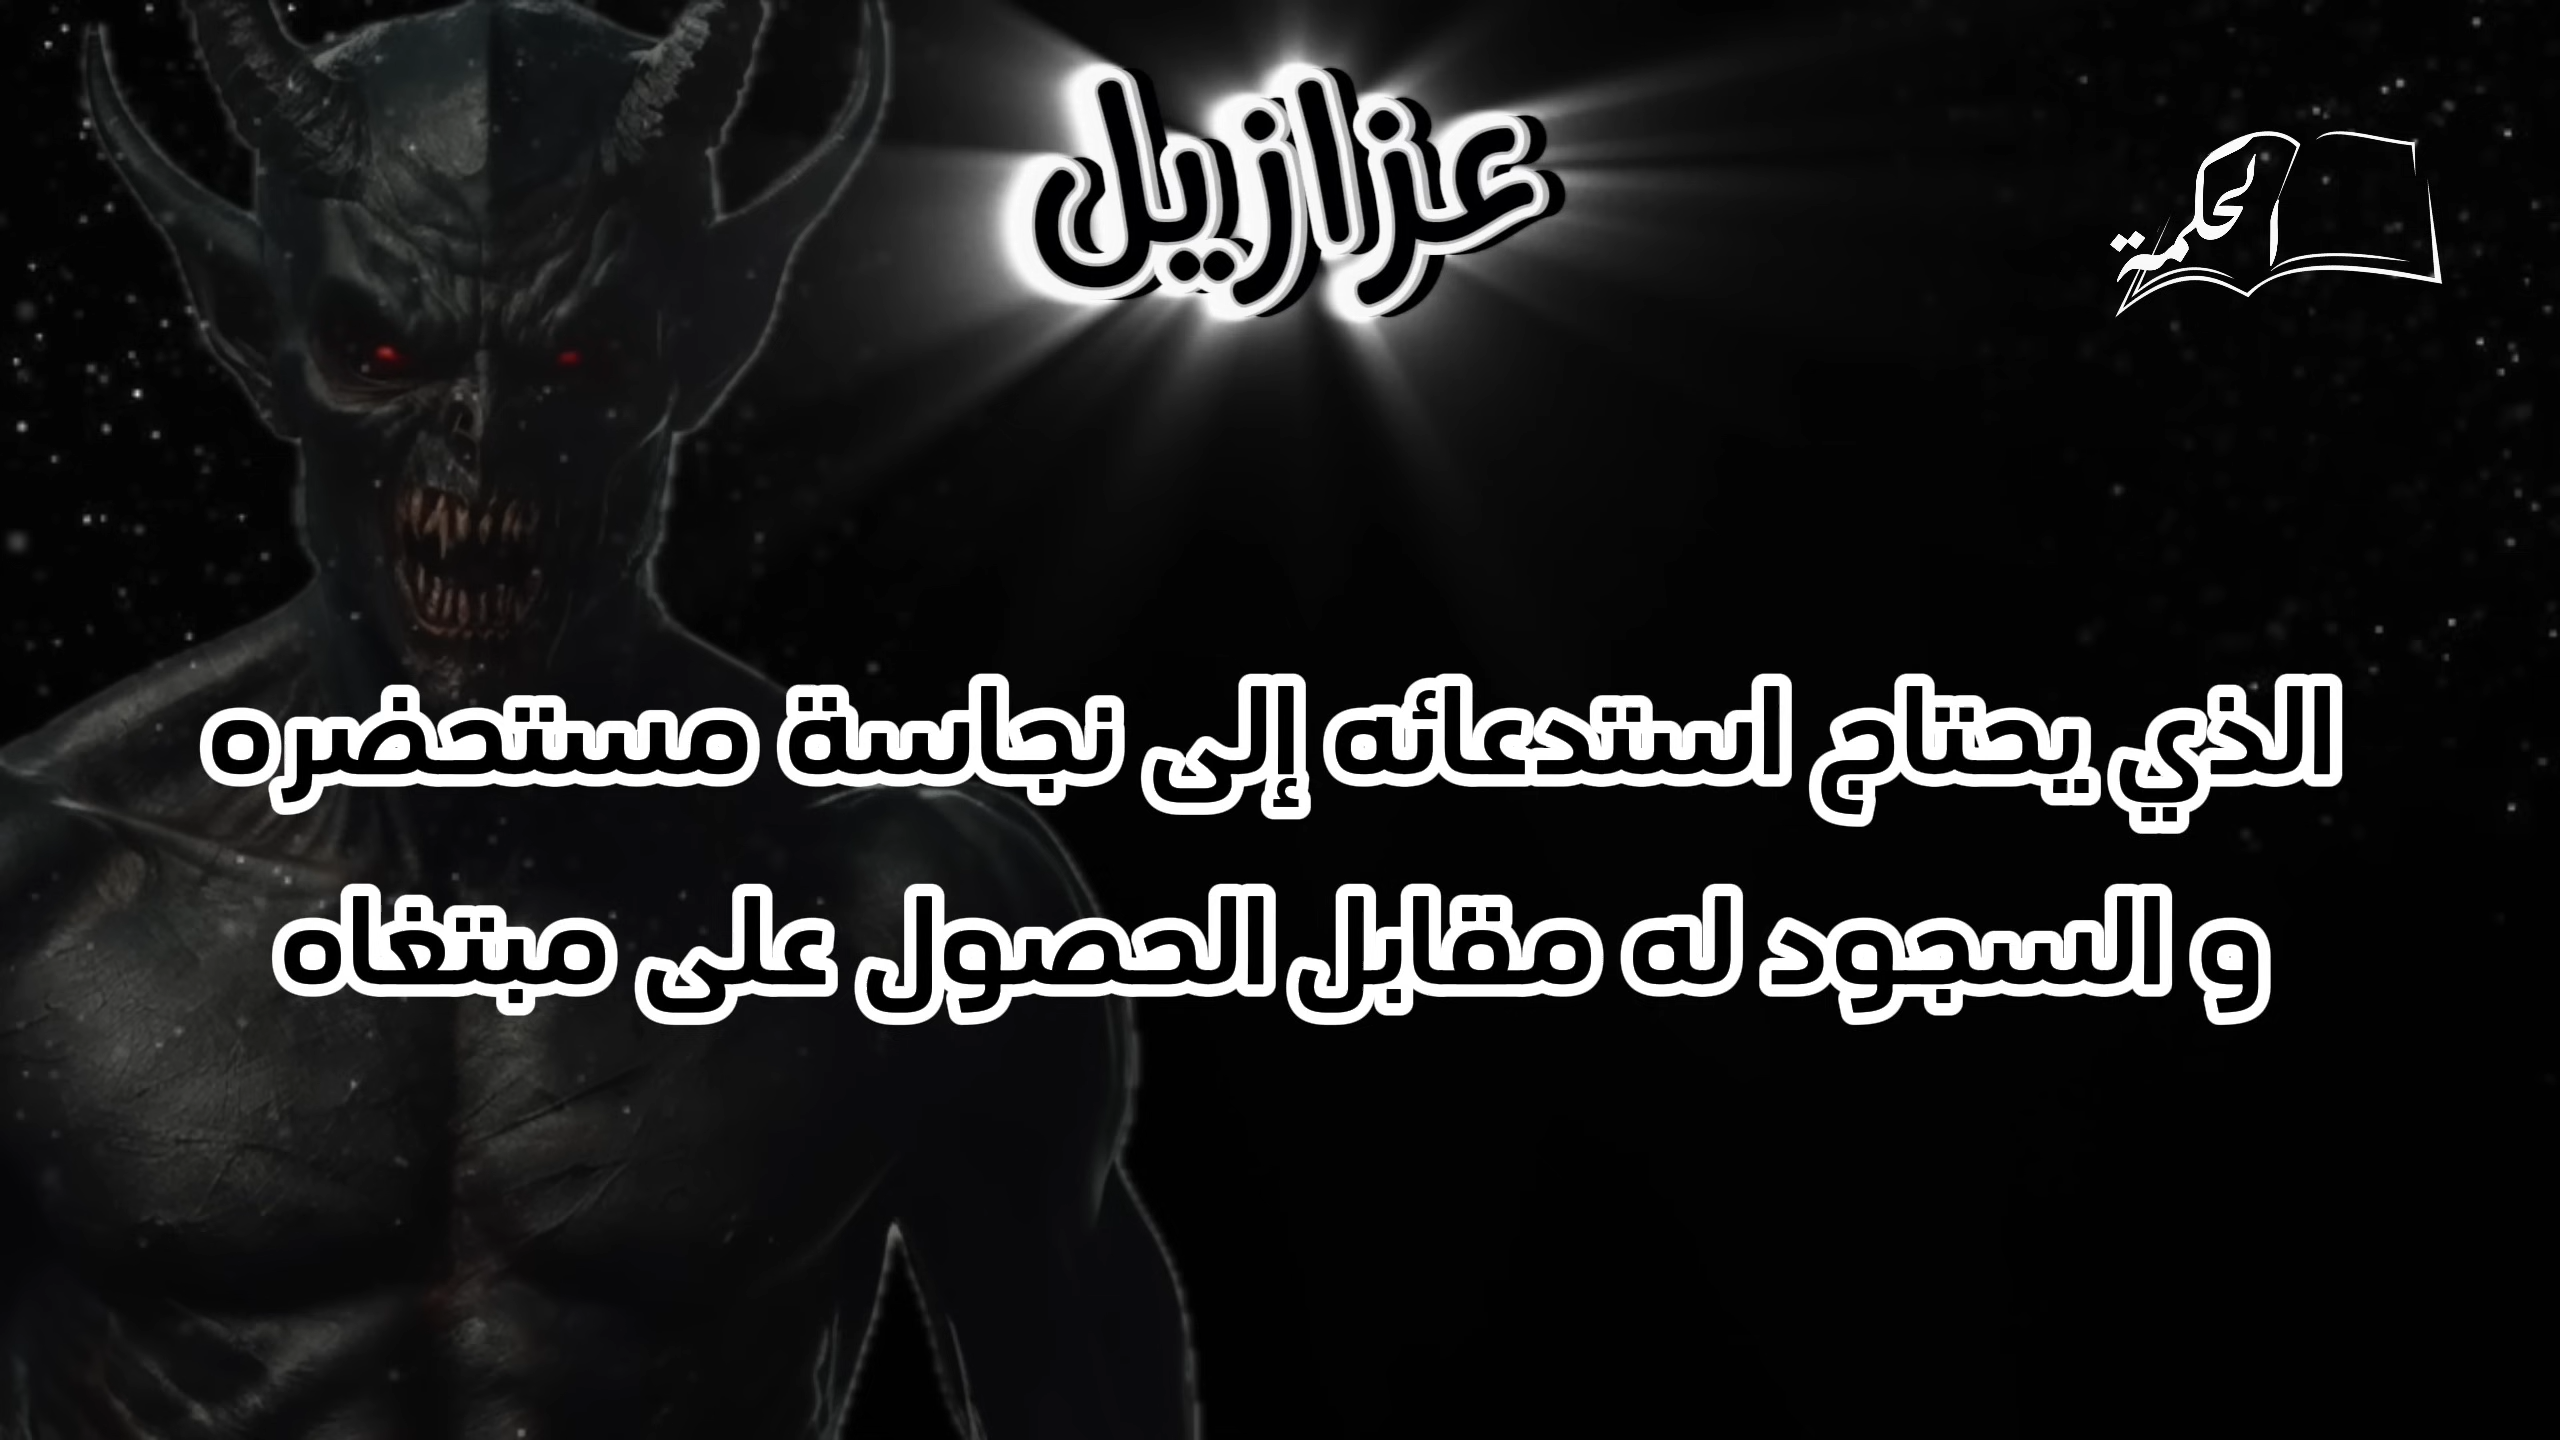 عزازيل
الحكمة
الذي يحتاج استدعائه إلى نجاسة مستحضره
و السجود له مقابل الحصول على مبتغاه